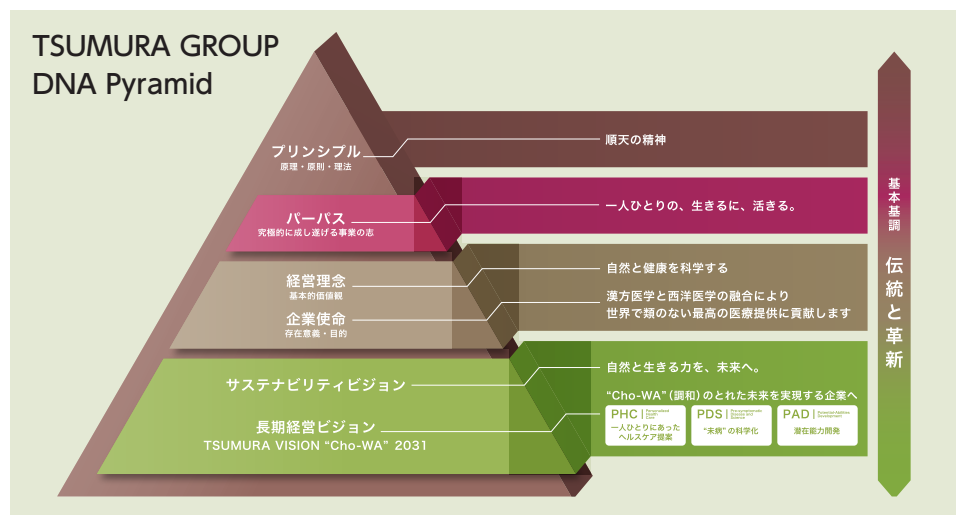 TSUMURA GROUP
DNA Pyramid
プリンシプル
原理・原則・理法
順天の精神
パーパス
究極的に成し遂げる事業の志
一人ひとりの、生きるに、活きる。
経営理念
基本的価値観
自然と健康を科学する
企業使命
存在意義・目的
漢方医学と西洋医学の融合により
世界で類のない最高の医療提供に貢献します
サステナビリティビジョン
自然と生きる力を、未来へ。
長期経営ビジョン
TSUMURA VISION “Cho-WA” 2031
“Cho-WA”(調和)のとれた未来を実現する企業へ
PHC
Personalized
Health
Care
一人ひとりにあった
ヘルスケア提案
PDS
Pre-symptomatic
Disease and
Science
“未病”の科学化
PAD
Potential-Abilities
Development
潜在能力開発
基本基調
伝統と革新